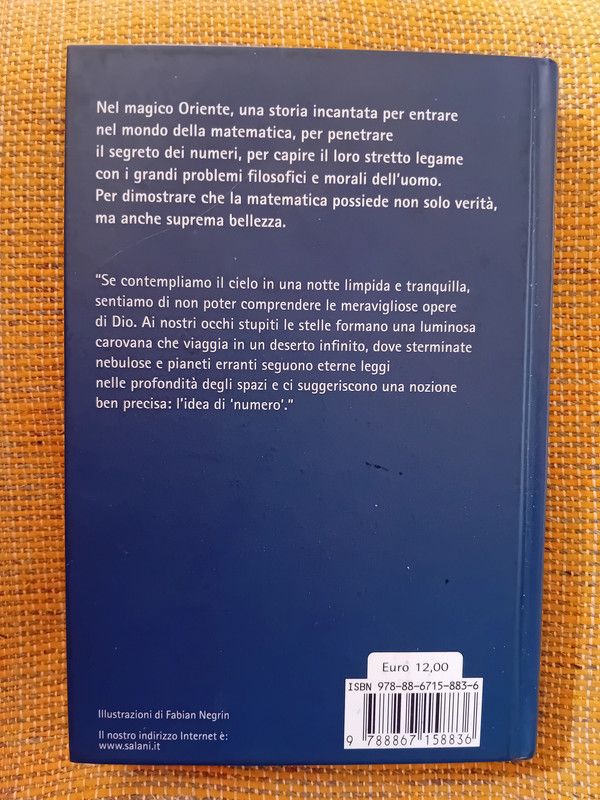 Nel magico Oriente, una storia incantata per entrare
nel mondo della matematica, per penetrare
il segreto dei numeri, per capire il loro stretto legame
con i grandi problemi filosofici e morali dell'uomo.
Per dimostrare che la matematica possiede non solo verità,
ma anche suprema bellezza.
"Se contempliamo il cielo in una notte limpida e tranquilla,
sentiamo di non poter comprendere le meravigliose opere
di Dio. Ai nostri occhi stupiti le stelle formano una luminosa
carovana che viaggia in un deserto infinito, dove sterminate
nebulose e pianeti erranti seguono eterne leggi
nelle profondità degli spazi e ci suggeriscono una nozione
ben precisa: l'idea di 'numero'."
Euro 12,00
ISBN 978-88-6715-883-6
9 788867 158836
Illustrazioni di Fabian Negrin
Il nostro indirizzo Internet è:
www.salani.it